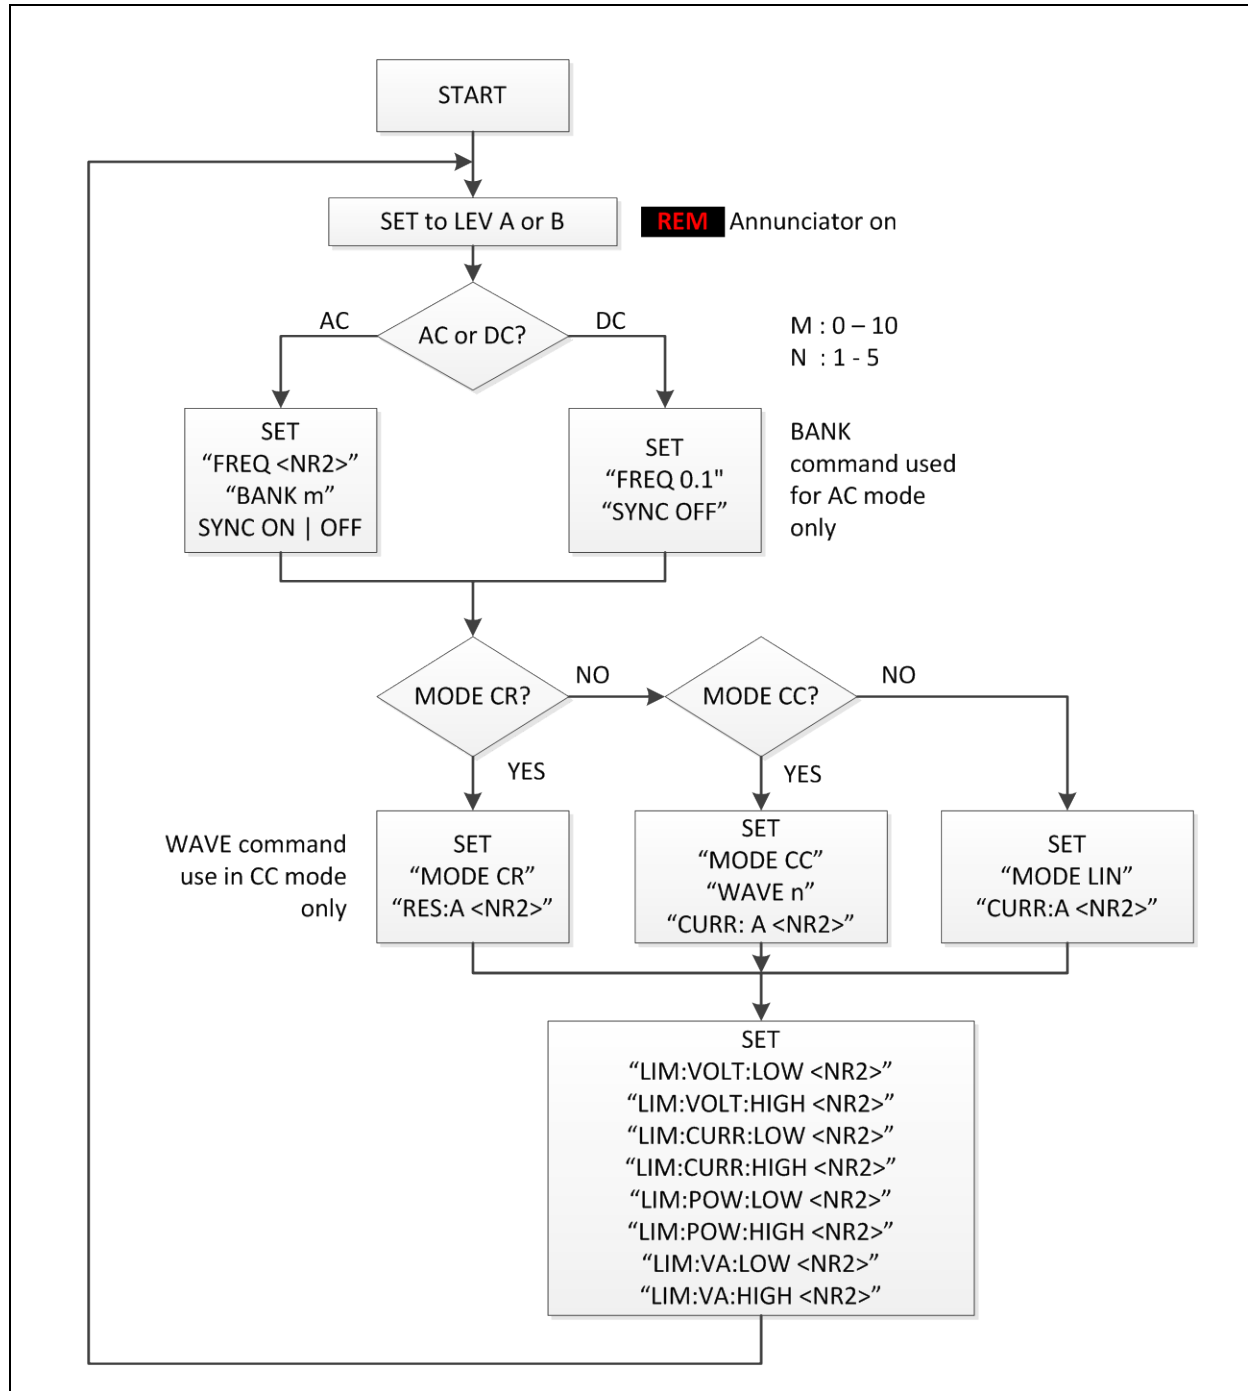 START
SET to LEV A or B
REM Annunciator on
AC
AC or DC?
DC
M : 0 – 10
N : 1 - 5
SET
“FREQ <NR2>”
“BANK m”
SYNC ON | OFF
SET
“FREQ 0.1"
“SYNC OFF”
BANK
command used
for AC mode
only
MODE CR?
NO
MODE CC?
NO
YES
YES
WAVE command
use in CC mode
only
SET
“MODE CR”
“RES:A <NR2>”
SET
“MODE CC”
“WAVE n”
“CURR: A <NR2>”
SET
“MODE LIN”
“CURR:A <NR2>”
SET
“LIM:VOLT:LOW <NR2>”
“LIM:VOLT:HIGH <NR2>”
“LIM:CURR:LOW <NR2>”
“LIM:CURR:HIGH <NR2>”
“LIM:POW:LOW <NR2>”
“LIM:POW:HIGH <NR2>”
“LIM:VA:LOW <NR2>”
“LIM:VA:HIGH <NR2>”